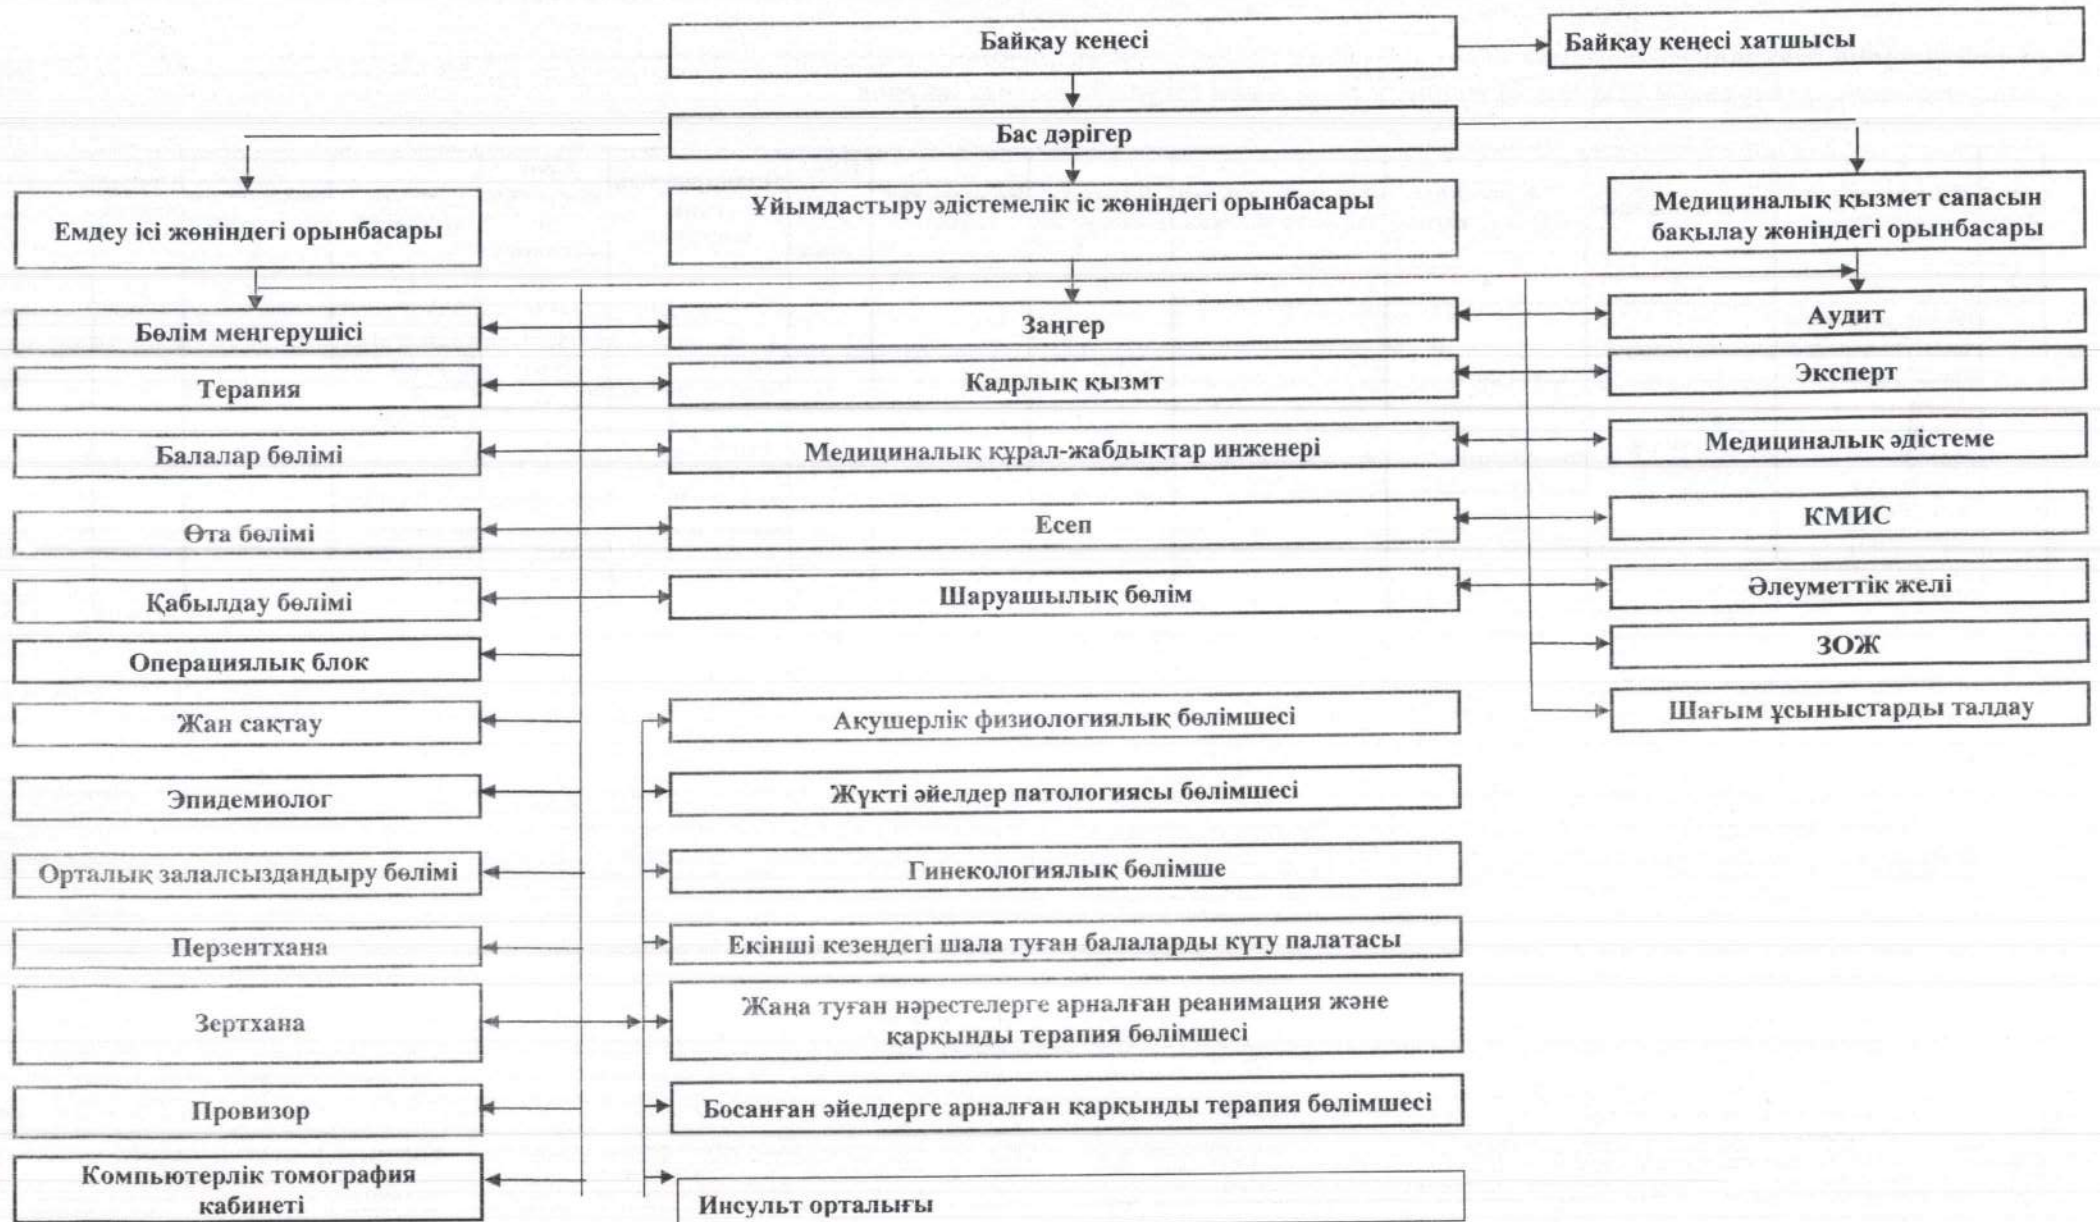 Байқау кеңесі
Байқау кеңесі хатшысы
Бас дәрігер
Емдеу ісі жөніндегі орынбасары
Ұйымдастыру әдістемелік іс жөніндегі орынбасары
Медициналық қызмет сапасын
бақылау жөніндегі орынбасары
Бөлім меңгерушісі
Заңгер
Аудит
Терапия
Кадрлық қызмт
Эксперт
Балалар бөлімі
Медициналық құрал-жабдықтар инженері
Медициналық әдістеме
Өта бөлімі
Есеп
КМИС
Қабылдау бөлімі
Шаруашылық бөлім
Әлеуметтік желі
Операциялық блок
ЗОЖ
Жан сақтау
Акушерлік физиологиялық бөлімшесі
Шағым ұсыныстарды талдау
Эпидемиолог
Жүкті әйелдер патологиясы бөлімшесі
Орталық залалсыздандыру бөлімі
Гинекологиялық бөлімше
Перзентхана
Екінші кезеңдегі шала туған балаларды күту палатасы
Зертхана
Жаңа туған нәрестелерге арналған реанимация және
қарқынды терапия бөлімшесі
Провизор
Босанған әйелдерге арналған қарқынды терапия бөлімшесі
Компьютерлік томография
кабинеті
Инсульт орталығы